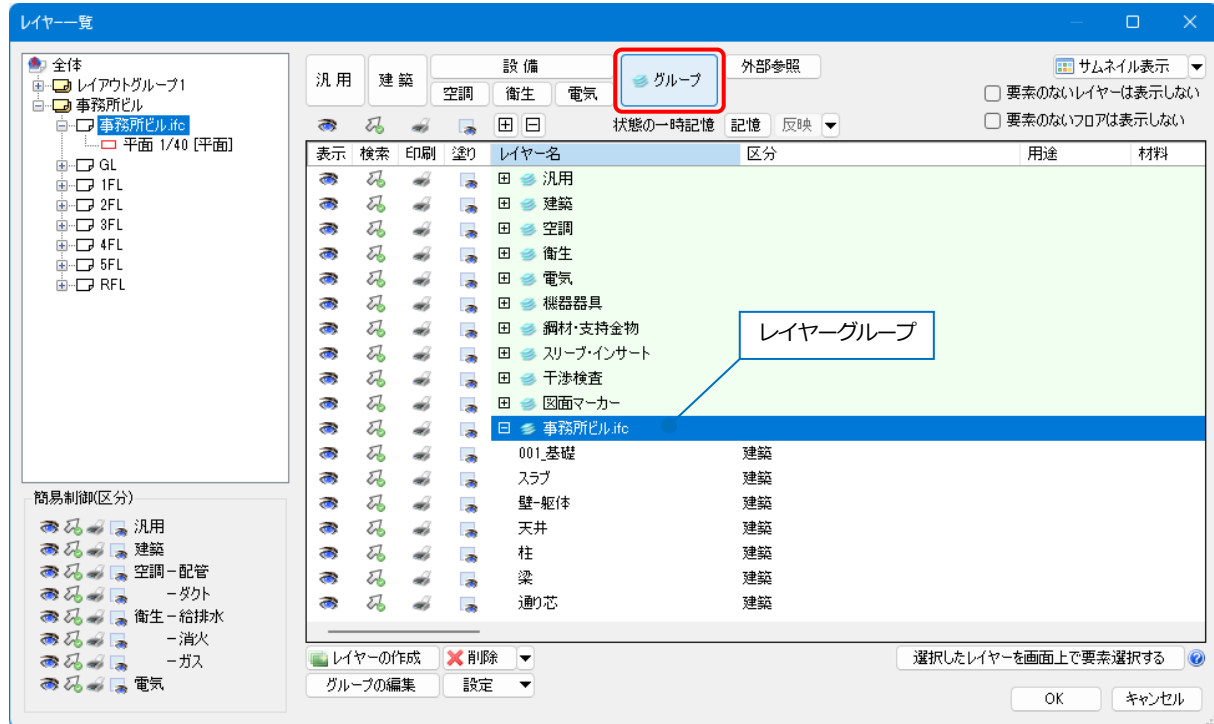 レイヤー一覧
全体
レイアウトグループ1
事務所ビル
事務所ビル.ifc
平面 1/40 [平面]
GL
1FL
2FL
3FL
4FL
5FL
RFL
簡易制御(区分)
汎用
建築
空調－配管
－ダクト
衛生－給排水
－消火
－ガス
電気
汎用 建築 設備 グループ 外部参照 サムネイル表示
空調 衛生 電気
要素のないレイヤーは表示しない
要素のないフロアは表示しない
状態の一時記憶 記憶 反映
表示 検索 印刷 塗り レイヤー名 区分 用途 材料
汎用
建築
空調
衛生
電気
機器器具
鋼材・支持金物
スリーブ・インサート
干渉検査
図面マーカー
レイヤーグループ
事務所ビル.ifc
001_基礎 建築
スラブ 建築
壁-躯体 建築
天井 建築
柱 建築
梁 建築
通り芯 建築
レイヤーの作成 削除 選択したレイヤーを画面上で要素選択する
グループの編集 設定
OK キャンセル